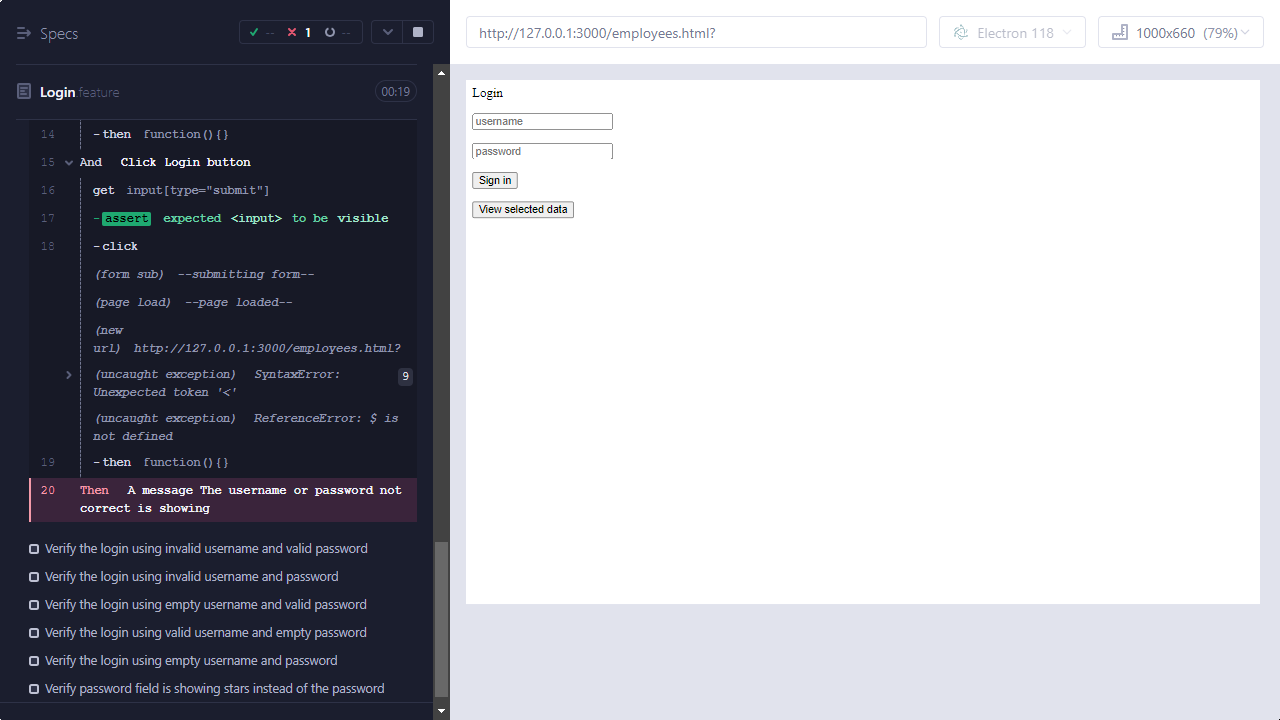 Specs
-- 1 --
Login.feature 00:19
14 -then function(){}
15 And Click Login button
16 get input[type="submit"]
17 -assert expected <input> to be visible
18 -click
(form sub) --submitting form--
(page load) --page loaded--
(new
url) http://127.0.0.1:3000/employees.html?
(uncaught exception) SyntaxError: 9
Unexpected token '<'
(uncaught exception) ReferenceError: $ is
not defined
19 -then function(){}
20 Then A message The username or password not
correct is showing
Verify the login using invalid username and valid password
Verify the login using invalid username and password
Verify the login using empty username and valid password
Verify the login using valid username and empty password
Verify the login using empty username and password
Verify password field is showing stars instead of the password
http://127.0.0.1:3000/employees.html?
Electron 118
1000x660 (79%)
Login
username
password
Sign in
View selected data